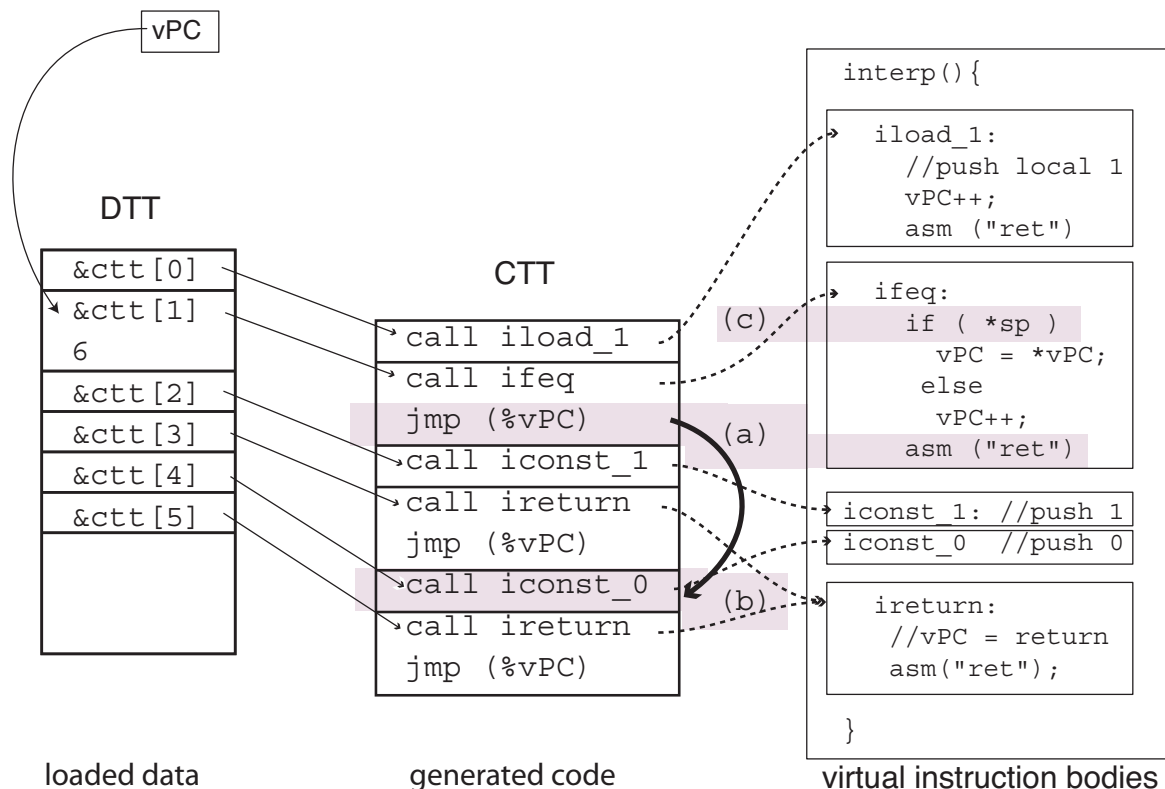 vPC
DTT
&ctt[0]
&ctt[1]
6
&ctt[2]
&ctt[3]
&ctt[4]
&ctt[5]
loaded data
CTT
call iload_1
call ifeq
jmp (%vPC)
call iconst_1
call ireturn
jmp (%vPC)
call iconst_0
call ireturn
jmp (%vPC)
generated code
(c)
(a)
(b)
interp(){
iload_1:
//push local 1
vPC++;
asm ("ret")
ifeq:
if ( *sp )
vPC = *vPC;
else
vPC++;
asm ("ret")
iconst_1: //push 1
iconst_0 //push 0
ireturn:
//vPC = return
asm("ret");
}
virtual instruction bodies